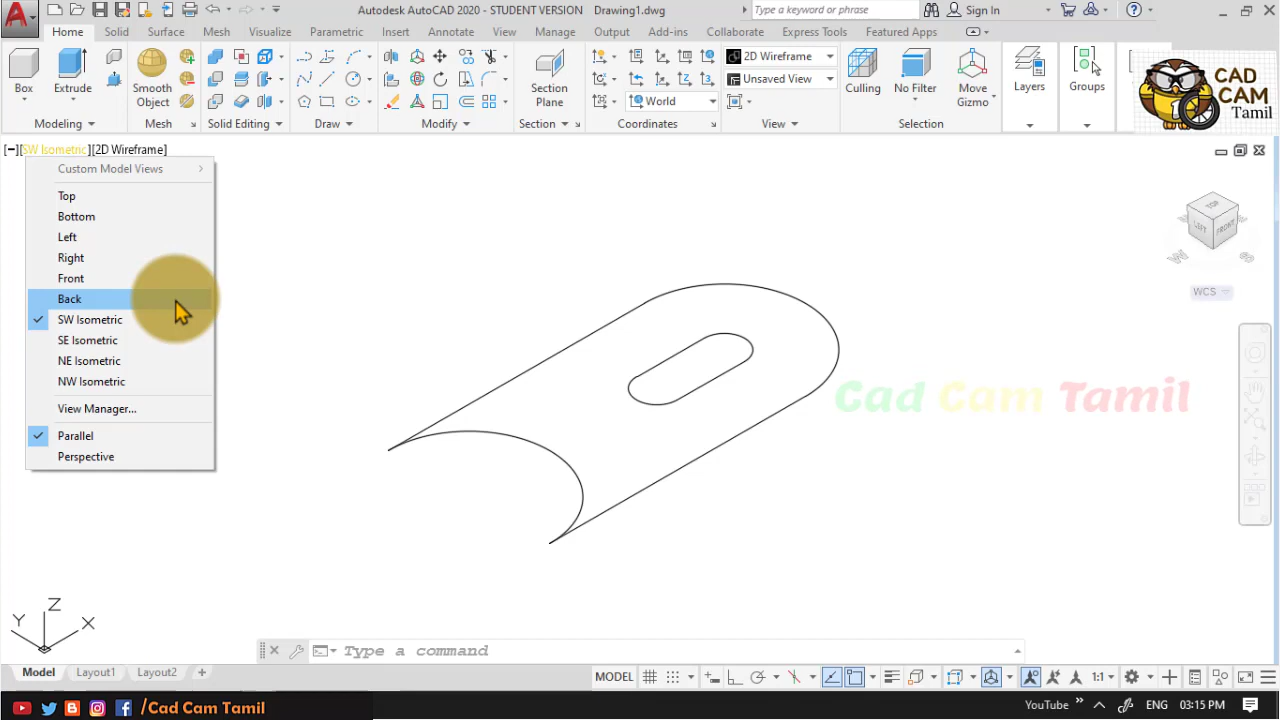 Autodesk AutoCAD 2020 - STUDENT VERSION Drawing1.dwg
Type a keyword or phrase
Sign In
Home Solid Surface Mesh Visualize Parametric Insert Annotate View Manage Output Add-ins Collaborate Express Tools Featured Apps
Box
Extrude
Smooth
Object
Section
Plane
2D Wireframe
Unsaved View
World
Culling
No Filter
Move
Gizmo
Layers
Groups
Modeling
Mesh
Solid Editing
Draw
Modify
Section
Coordinates
View
Selection
CAD
CAM
Tamil
[−][SW Isometric][2D Wireframe]
Custom Model Views
Top
Bottom
Left
Right
Front
Back
SW Isometric
SE Isometric
NE Isometric
NW Isometric
View Manager...
Parallel
Perspective
TOP
LEFT
FRONT
W
S
WCS
Cad Cam Tamil
Z
Y
X
Type a command
Model Layout1 Layout2
MODEL
1:1
/Cad Cam Tamil
YouTube
ENG
03:15 PM